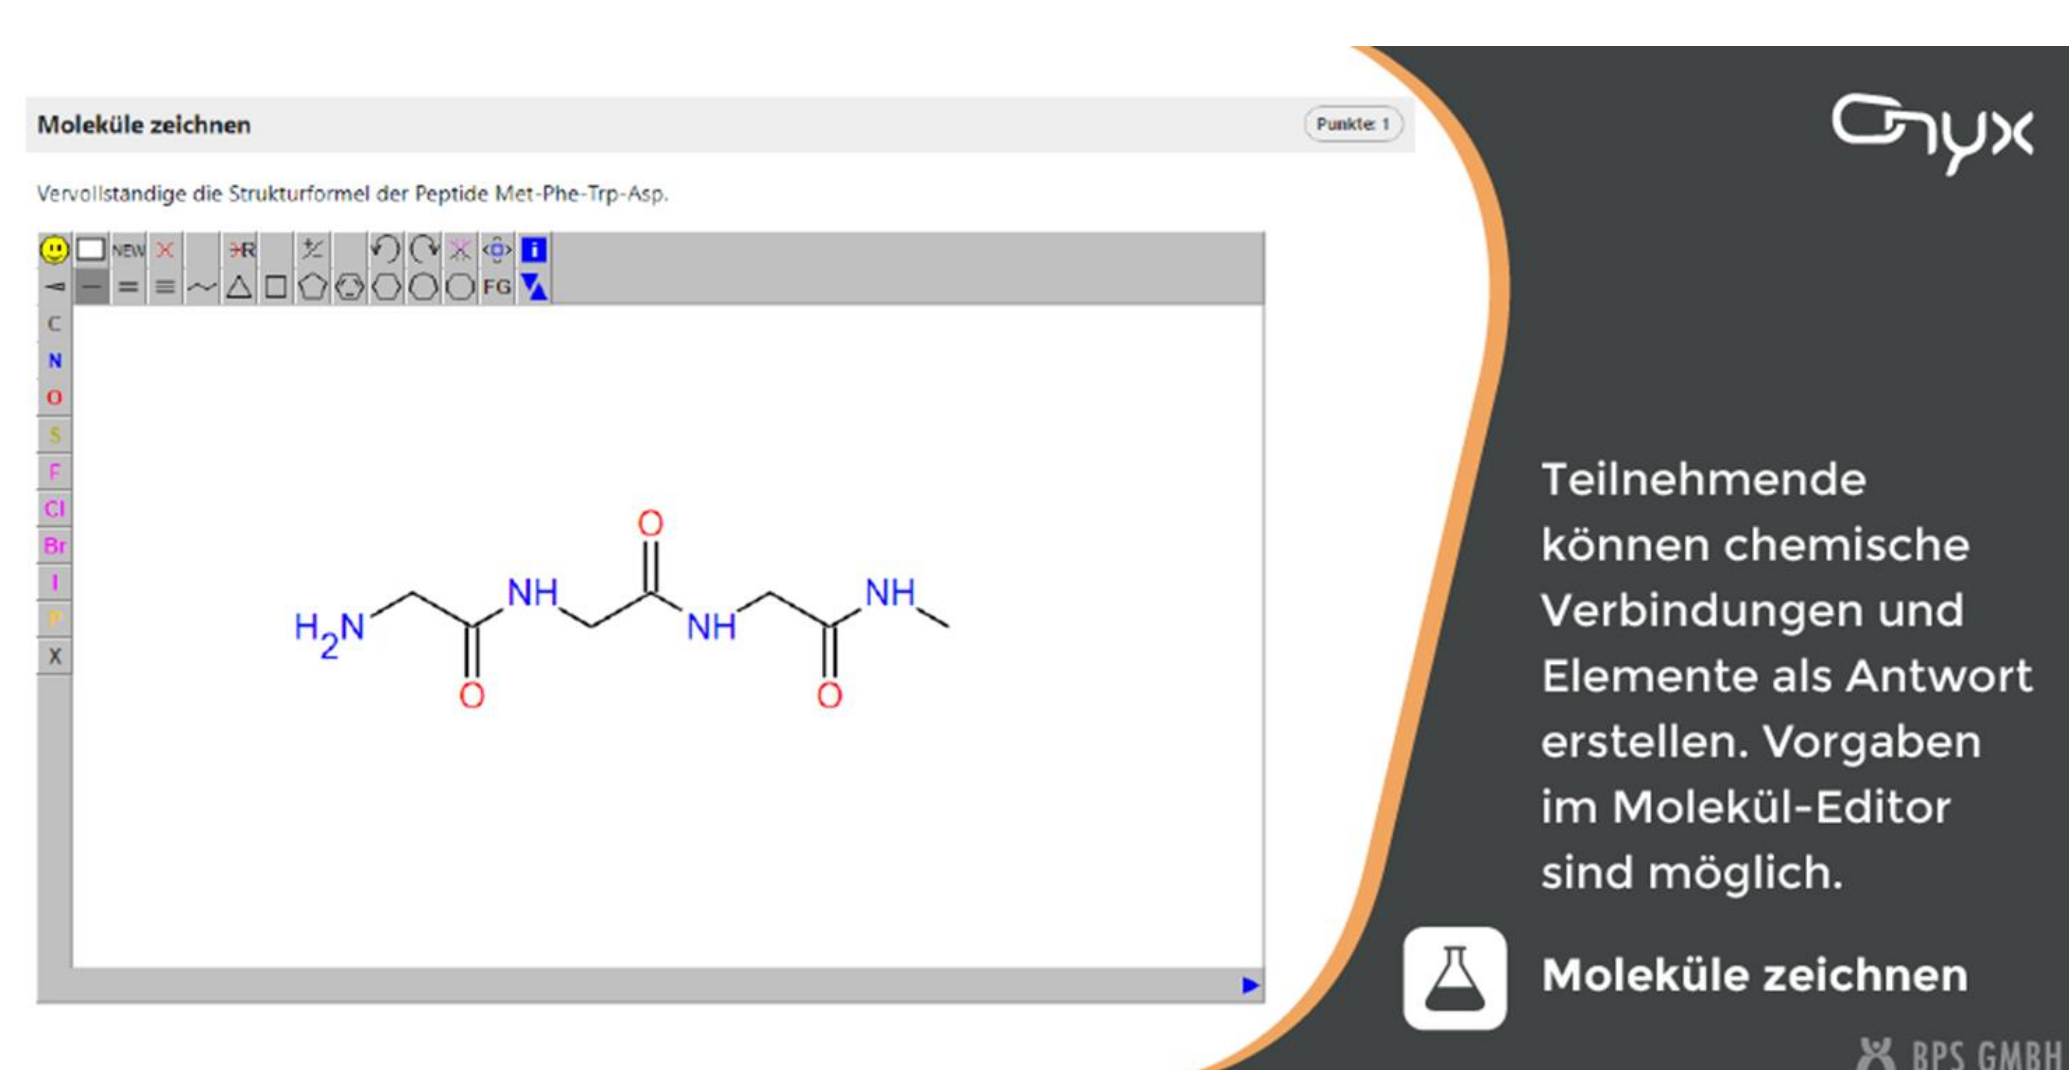 Moleküle zeichnen
Punkte: 1
Vervollständige die Strukturformel der Peptide Met-Phe-Trp-Asp.
NEW
R
i
FG
C
N
O
S
F
Cl
Br
I
P
X
O
NH
NH
H2N
NH
O
O
Onyx
Teilnehmende
können chemische
Verbindungen und
Elemente als Antwort
erstellen. Vorgaben
im Molekül-Editor
sind möglich.
Moleküle zeichnen
BPS GMBH